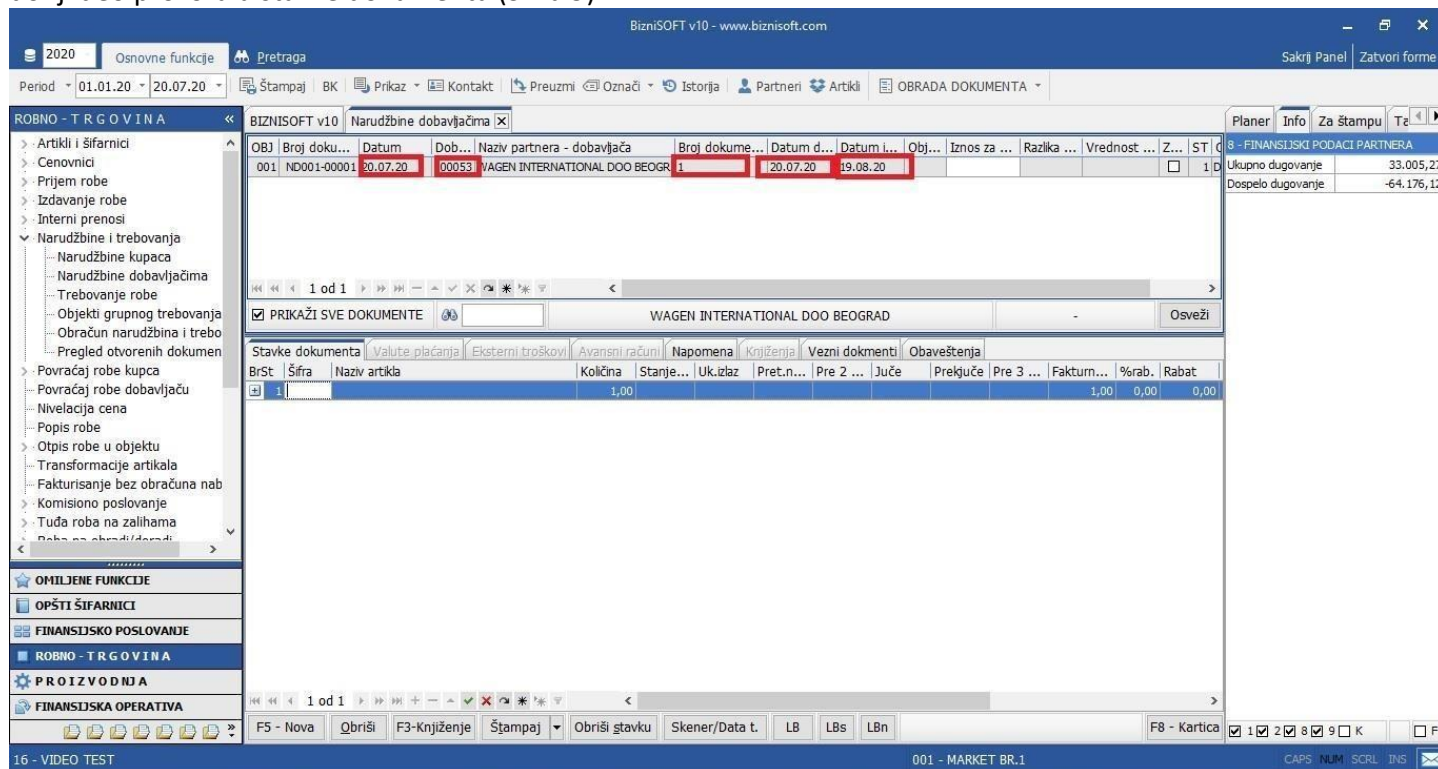 BizniSOFT v10 - www.biznisoft.com
2020 Osnovne funkcije Pretraga Sakrij Panel Zatvori forme
Period 01.01.20 20.07.20 Štampaj BK Prikaz Kontakt Preuzmi Označi Istorija Partneri Artikli OBRADA DOKUMENTA
ROBNO - T R G O V I N A «
Artikli i šifarnici
Cenovnici
Prijem robe
Izdavanje robe
Interni prenosi
Narudžbine i trebovanja
Narudžbine kupaca
Narudžbine dobavljačima
Trebovanje robe
Objekti grupnog trebovanja
Obračun narudžbina i trebo
Pregled otvorenih dokumen
Povraćaj robe kupca
Povraćaj robe dobavljaču
Nivelacija cena
Popis robe
Otpis robe u objektu
Transformacije artikala
Fakturisanje bez obračuna nab
Komisiono poslovanje
Tuđa roba na zalihama
OMILJENE FUNKCIJE
OPŠTI ŠIFARNICI
FINANSIJSKO POSLOVANJE
ROBNO - T R G O V I N A
P R O I Z V O D NJ A
FINANSIJSKA OPERATIVA
BIZNISOFT v10 Narudžbine dobavljačima
OBJ Broj doku... Datum Dob... Naziv partnera - dobavljača Broj dokume... Datum d... Datum i... Obj... Iznos za ... Razlika ... Vrednost ... Z... ST
001 ND001-00001 20.07.20 00053 WAGEN INTERNATIONAL DOO BEOGR 1 20.07.20 19.08.20 1 D
1 od 1
PRIKAŽI SVE DOKUMENTE WAGEN INTERNATIONAL DOO BEOGRAD - Osveži
Stavke dokumenta Valute plaćanja Eksterni troškovi Avansni računi Napomena Knjiženja Vezni dokmenti Obaveštenja
BrSt Šifra Naziv artikla Količina Stanje... Uk.izlaz Pret.n... Pre 2 ... Juče Prekjuče Pre 3 ... Fakturn... %rab. Rabat
1 1,00 1,00 0,00 0,00
1 od 1
F5 - Nova Obriši F3-Knjiženje Štampaj Obriši stavku Skener/Data t. LB LBs LBn F8 - Kartica
Planer Info Za štampu
8 - FINANSIJSKI PODACI PARTNERA
Ukupno dugovanje 33.005,27
Dospelo dugovanje -64.176,12
1 2 8 9 K F
16 - VIDEO TEST 001 - MARKET BR.1 CAPS NUM SCRL INS